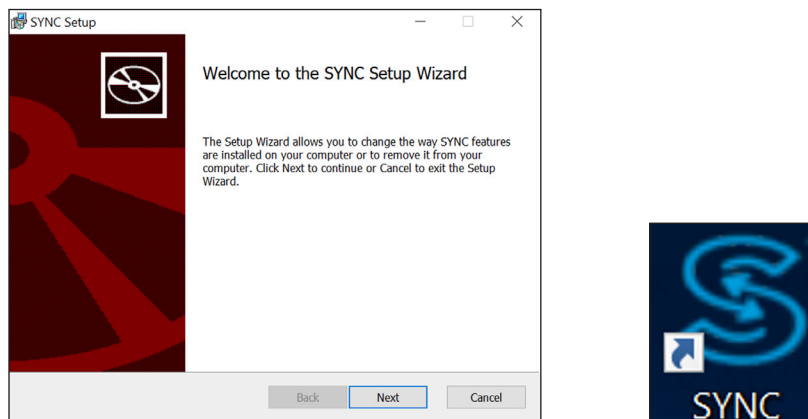 SYNC Setup
Welcome to the SYNC Setup Wizard
The Setup Wizard allows you to change the way SYNC features
are installed on your computer or to remove it from your
computer. Click Next to continue or Cancel to exit the Setup
Wizard.
Back Next Cancel
SYNC